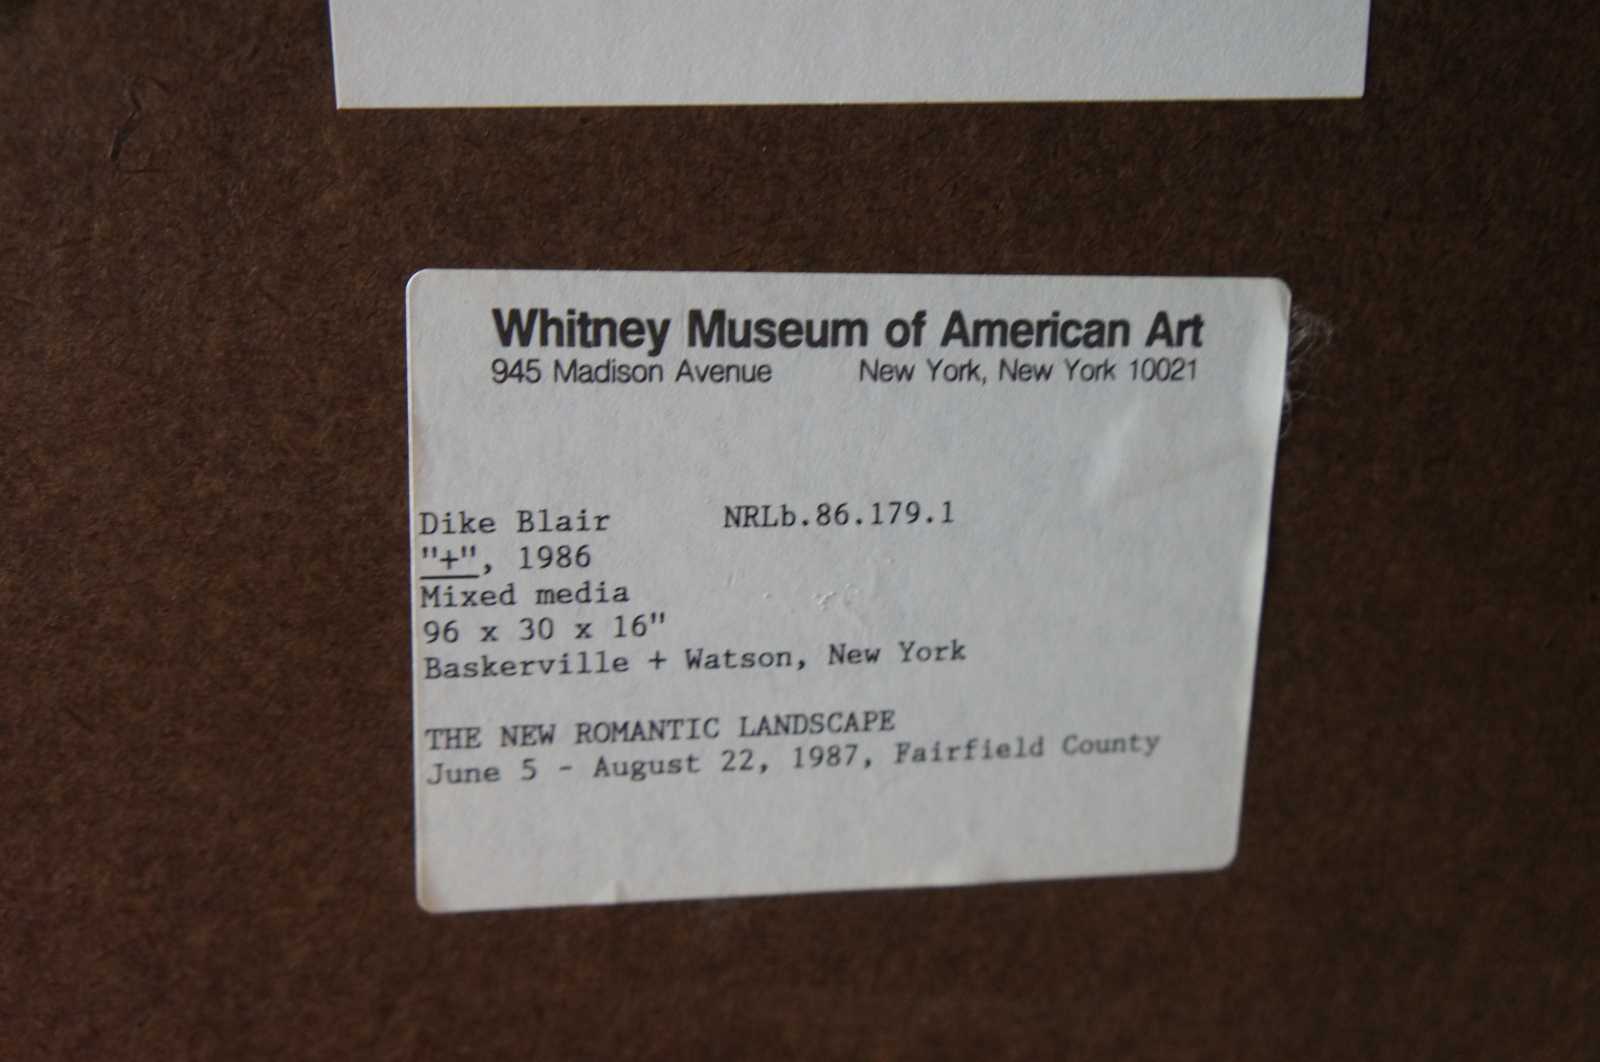 Whitney Museum of American Art
945 Madison Avenue New York, New York 10021
Dike Blair NRLb.86.179.1
"+", 1986
Mixed media
96 x 30 x 16"
Baskerville + Watson, New York
THE NEW ROMANTIC LANDSCAPE
June 5 - August 22, 1987, Fairfield County